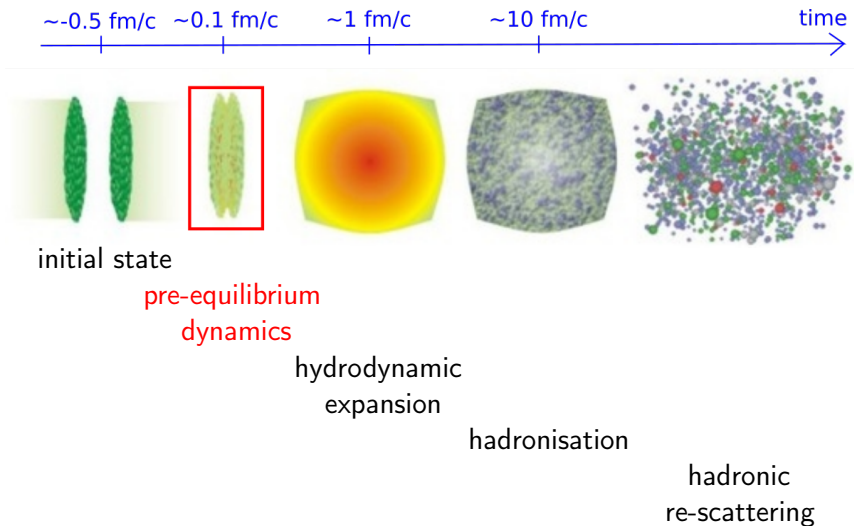 ~-0.5 fm/c ~0.1 fm/c ~1 fm/c ~10 fm/c time
initial state
pre-equilibrium
dynamics
hydrodynamic
expansion
hadronisation
hadronic
re-scattering